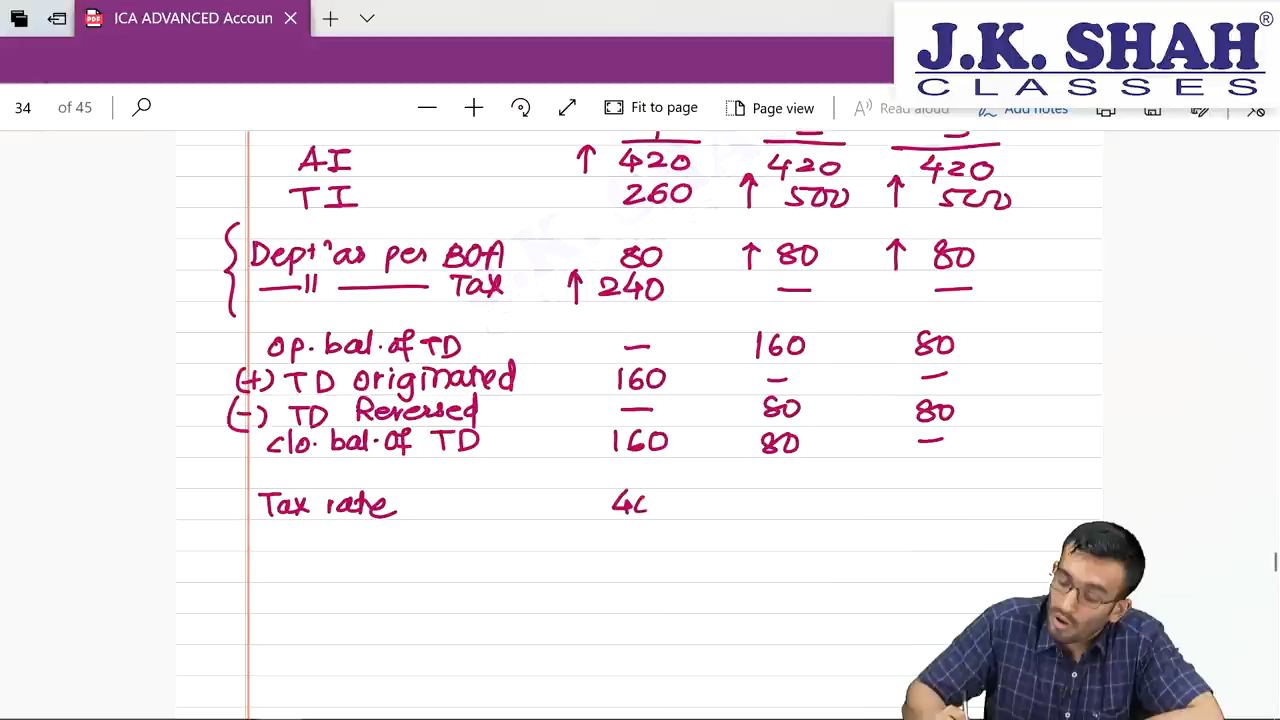 ICA ADVANCED Accoun
J.K. SHAH®
CLASSES
34 of 45 Fit to page Page view Read aloud Add notes
AI ↑ 420 420 420
TI 260 ↑ 500 ↑ 500
Deptn as per BOA 80 ↑ 80 ↑ 80
—ıı— Tax ↑ 240 — —
op. bal. of TD — 160 80
(+) TD originated 160 — —
(-) TD Reversed — 80 80
clo. bal. of TD 160 80 —
Tax rate 40